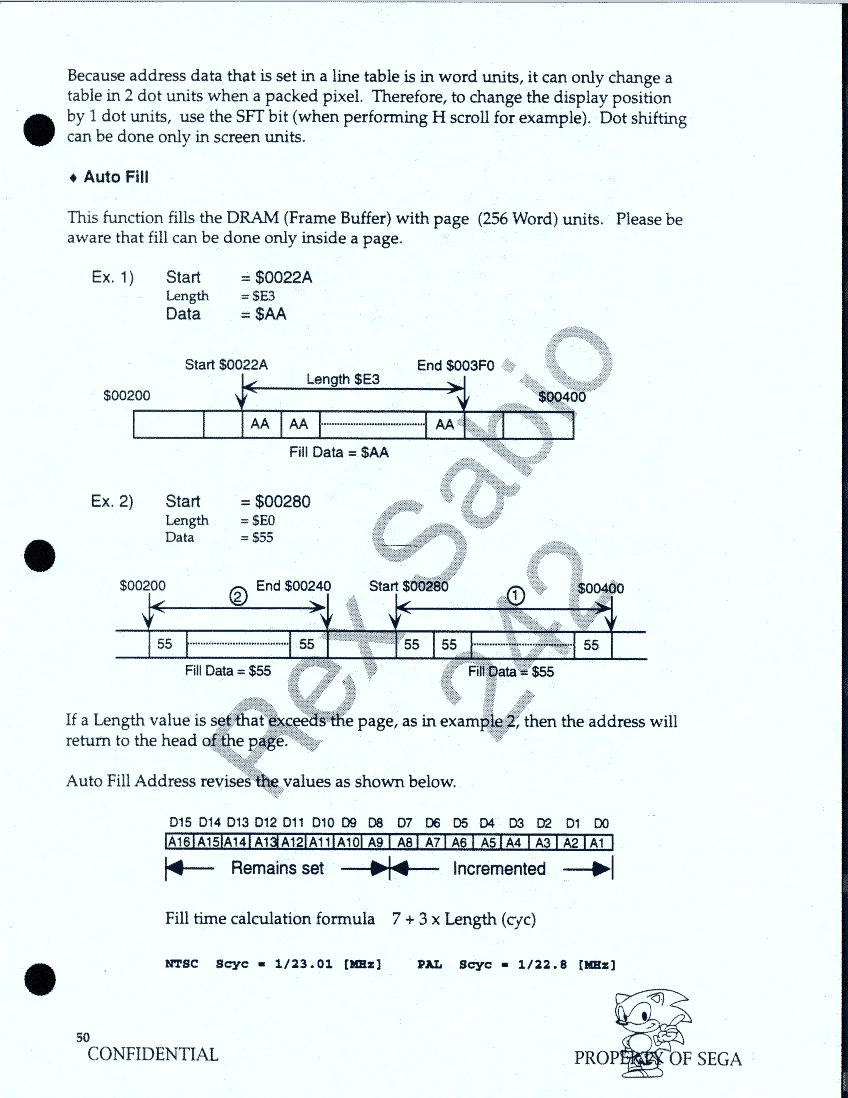 Because address data that is set in a line table is in word units, it can only change a
table in 2 dot units when a packed pixel. Therefore, to change the display position
by 1 dot units, use the SFT bit (when performing H scroll for example). Dot shifting
can be done only in screen units.
♦ Auto Fill
This function fills the DRAM (Frame Buffer) with page (256 Word) units. Please be
aware that fill can be done only inside a page.
Ex. 1) Start = $0022A
Length = $E3
Data = $AA
Start $0022A End $003F0
Length $E3
$00200 $00400
AA AA AA
Fill Data = $AA
Ex. 2) Start = $00280
Length = $E0
Data = $55
$00200 ② End $00240 Start $00280 ① $00400
55 55 55 55 55
Fill Data = $55 Fill Data = $55
If a Length value is set that exceeds the page, as in example 2, then the address will
return to the head of the page.
Auto Fill Address revises the values as shown below.
D15 D14 D13 D12 D11 D10 D9 D8 D7 D6 D5 D4 D3 D2 D1 D0
A16 A15 A14 A13 A12 A11 A10 A9 A8 A7 A6 A5 A4 A3 A2 A1
Remains set Incremented
Fill time calculation formula 7 + 3 x Length (cyc)
NTSC Scyc = 1/23.01 [MHz] PAL Scyc = 1/22.8 [MHz]
50
CONFIDENTIAL
PROPERTY OF SEGA
Rex Sabio
242